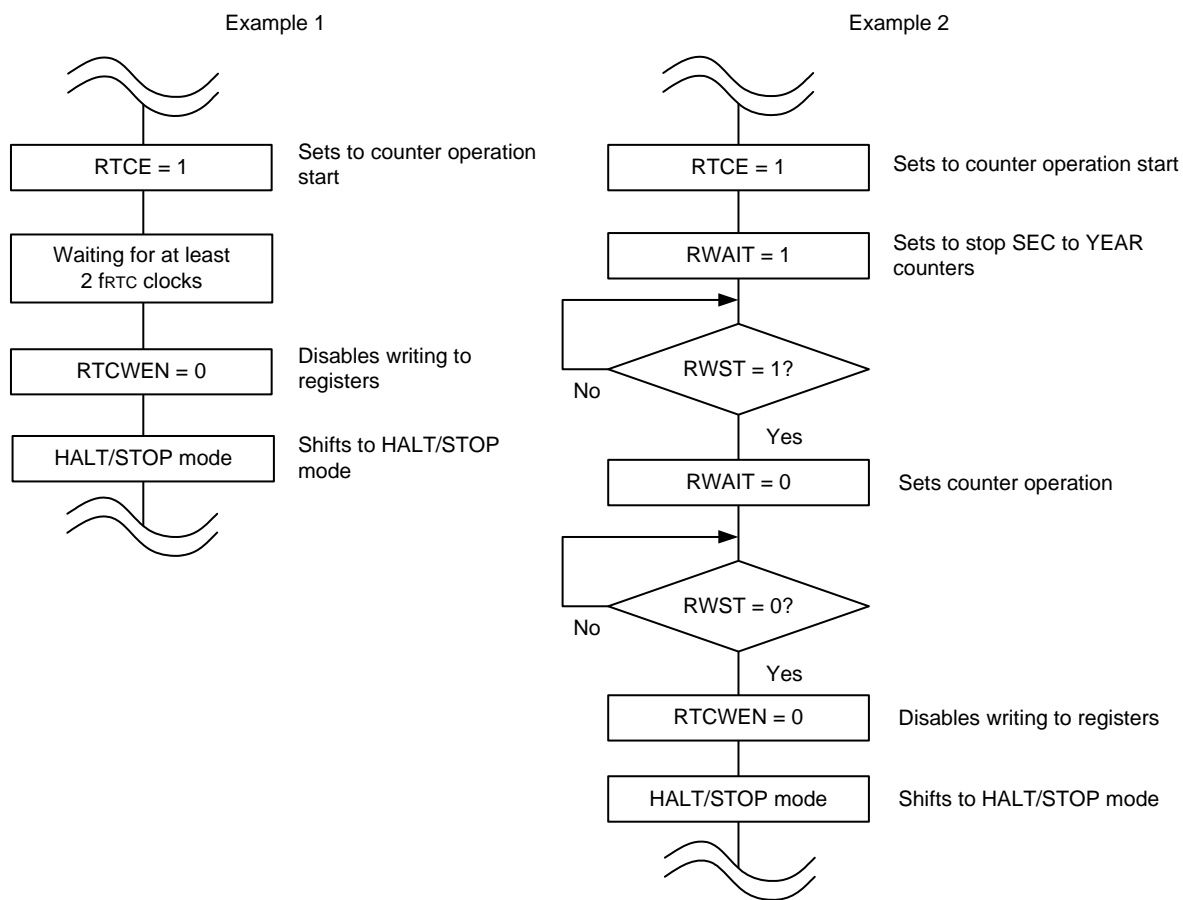 Example 1
RTCE = 1
Sets to counter operation
start
Waiting for at least
2 fRTC clocks
RTCWEN = 0
Disables writing to
registers
HALT/STOP mode
Shifts to HALT/STOP
mode
Example 2
RTCE = 1
Sets to counter operation start
RWAIT = 1
Sets to stop SEC to YEAR
counters
RWST = 1?
No
Yes
RWAIT = 0
Sets counter operation
RWST = 0?
No
Yes
RTCWEN = 0
Disables writing to registers
HALT/STOP mode
Shifts to HALT/STOP mode